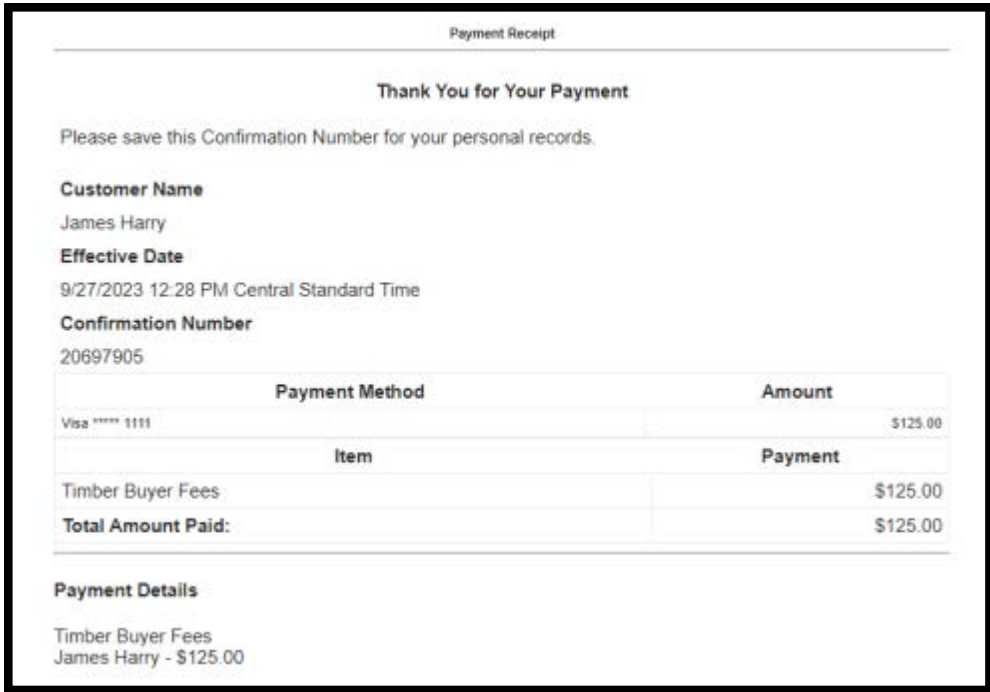 Payment Receipt
Thank You for Your Payment
Please save this Confirmation Number for your personal records.
Customer Name
James Harry
Effective Date
9/27/2023 12:28 PM Central Standard Time
Confirmation Number
20697905
Payment Method Amount
Visa ***** 1111 $125.00
Item Payment
Timber Buyer Fees $125.00
Total Amount Paid: $125.00
Payment Details
Timber Buyer Fees
James Harry - $125.00